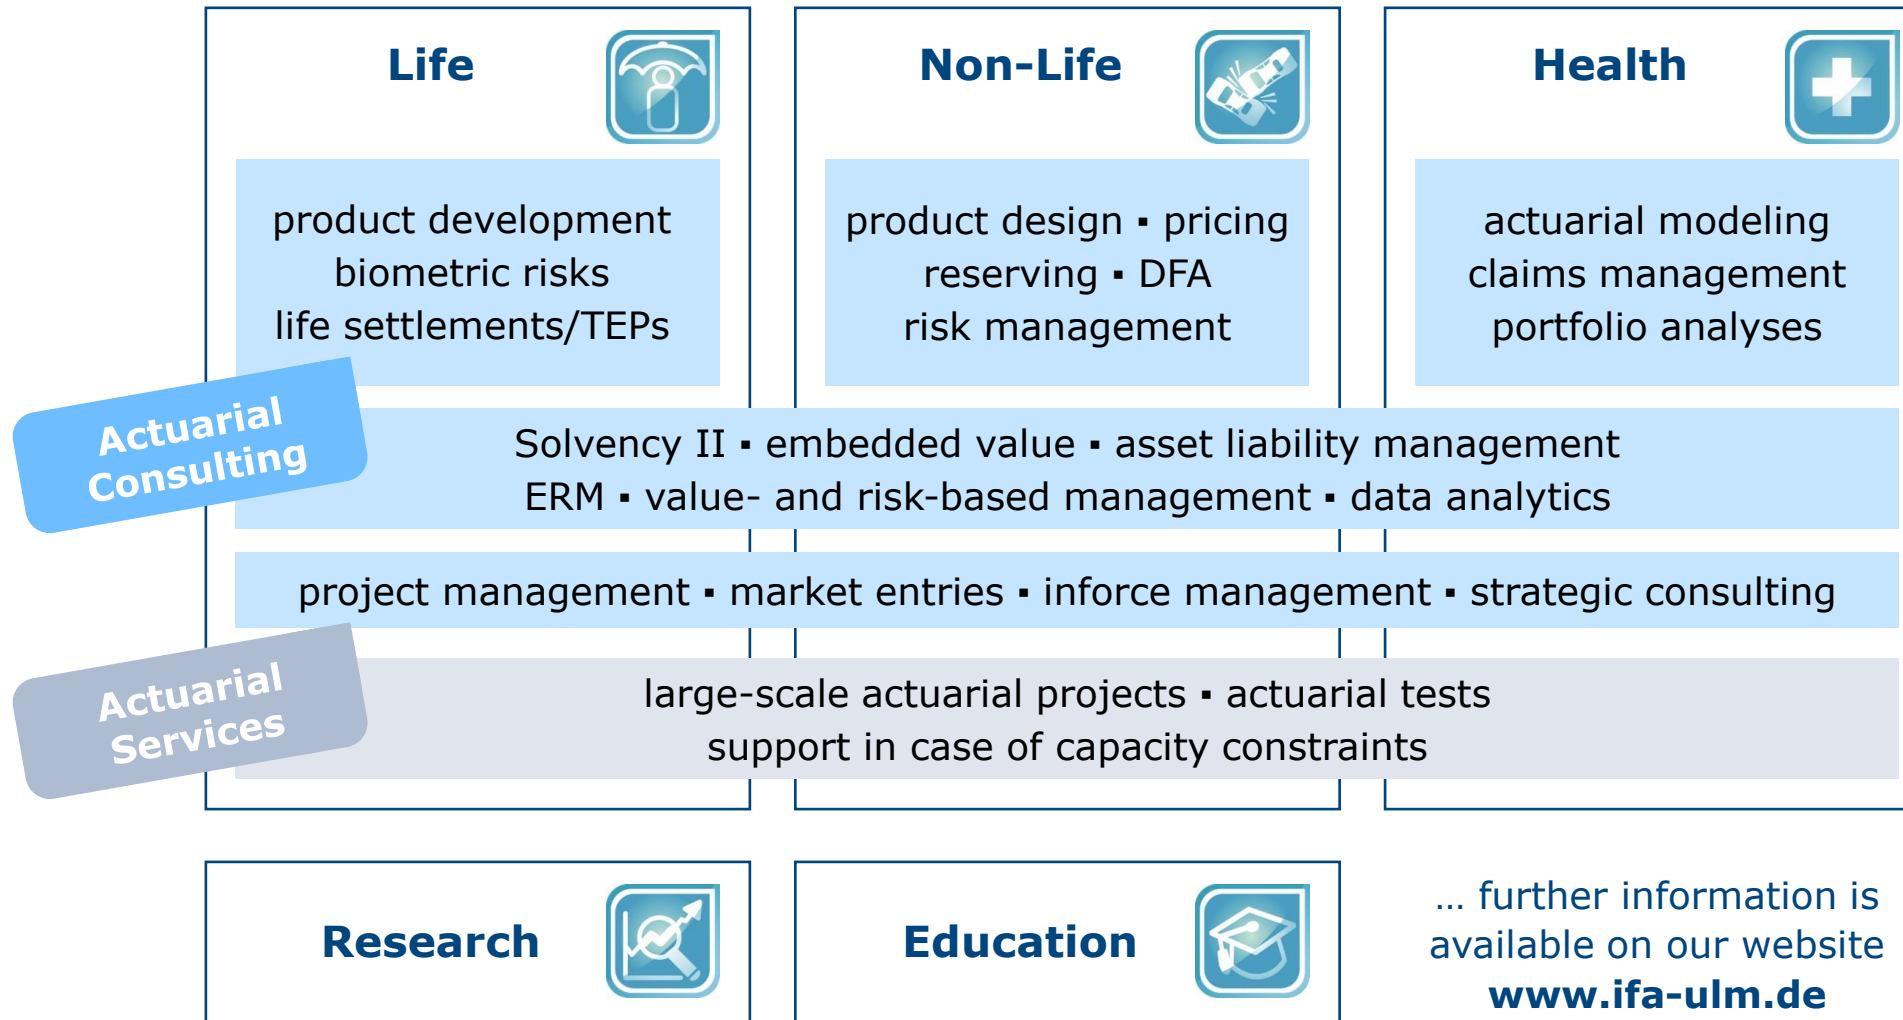 Life
Non-Life
Health
product development
biometric risks
life settlements/TEPs
product design ▪ pricing
reserving ▪ DFA
risk management
actuarial modeling
claims management
portfolio analyses
Actuarial
Consulting
Solvency II ▪ embedded value ▪ asset liability management
ERM ▪ value- and risk-based management ▪ data analytics
project management ▪ market entries ▪ inforce management ▪ strategic consulting
Actuarial
Services
large-scale actuarial projects ▪ actuarial tests
support in case of capacity constraints
Research
Education
... further information is
available on our website
www.ifa-ulm.de